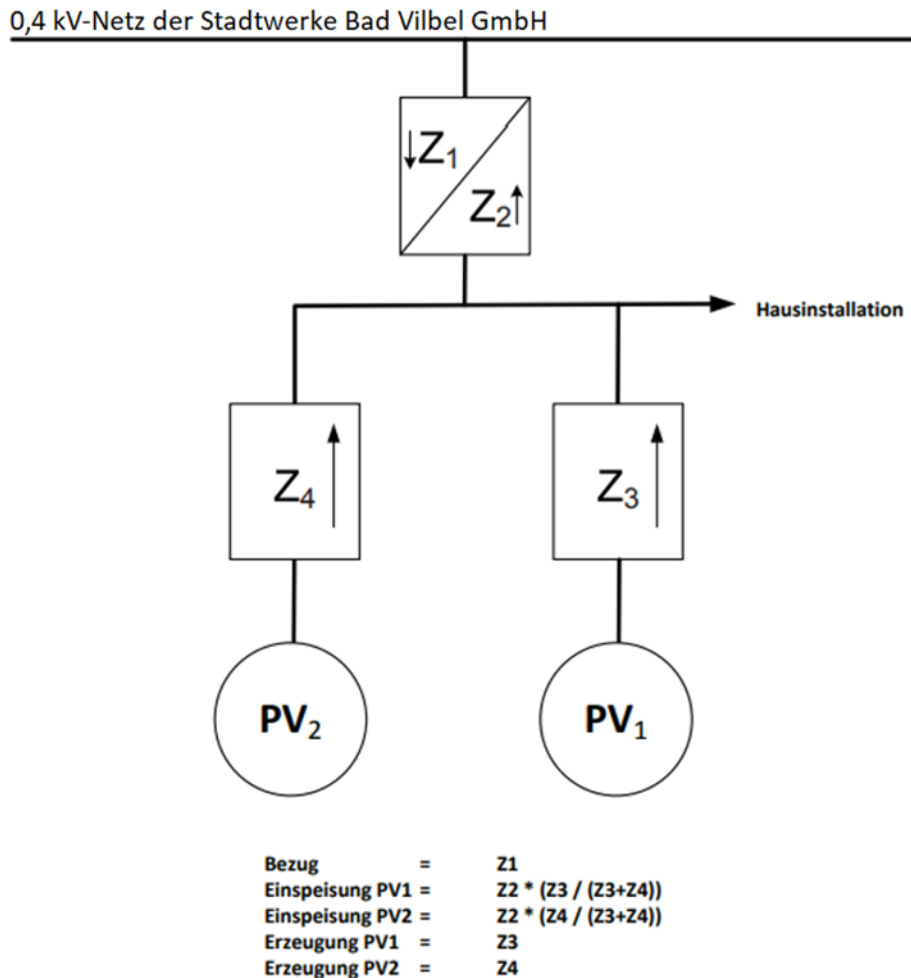 0,4 kV-Netz der Stadtwerke Bad Vilbel GmbH
↓Z₁
Z₂↑
Hausinstallation
Z₄
Z₃
PV₂
PV₁
Bezug = Z1
Einspeisung PV1 = Z2 * (Z3 / (Z3+Z4))
Einspeisung PV2 = Z2 * (Z4 / (Z3+Z4))
Erzeugung PV1 = Z3
Erzeugung PV2 = Z4